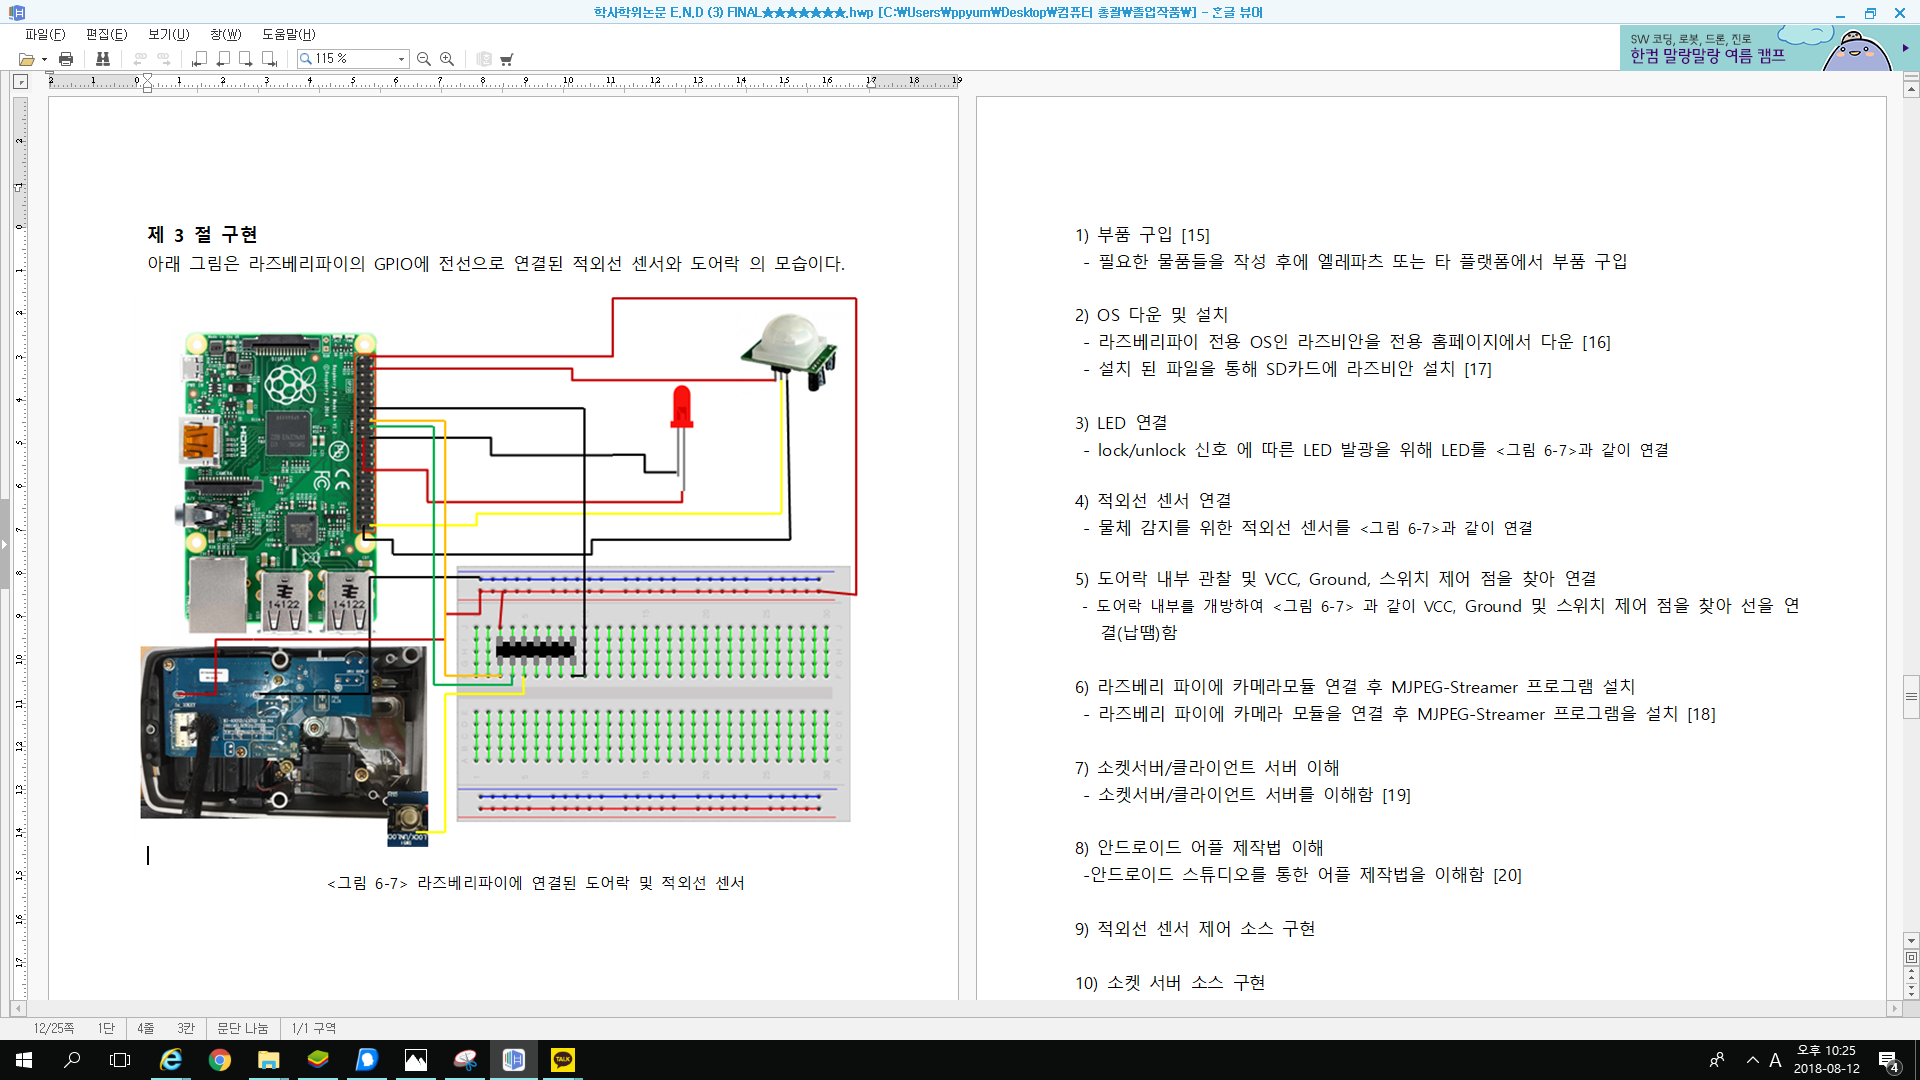 학사학위논문 E,N,D (3) FINAL★★★★★★★.hwp [C:\Users\ppyum\Desktop\컴퓨터 총괄\졸업작품\] - 한글 뷰어
파일(F) 편집(E) 보기(U) 창(W) 도움말(H)
115 %
SW 코딩, 로봇, 드론, 진로
한컴 말랑말랑 여름 캠프
제 3 절 구현
아래 그림은 라즈베리파이의 GPIO에 전선으로 연결된 적외선 센서와 도어락 의 모습이다.
<그림 6-7> 라즈베리파이에 연결된 도어락 및 적외선 센서
1) 부품 구입 [15]
- 필요한 물품들을 작성 후에 엘레파츠 또는 타 플랫폼에서 부품 구입
2) OS 다운 및 설치
- 라즈베리파이 전용 OS인 라즈비안을 전용 홈페이지에서 다운 [16]
- 설치 된 파일을 통해 SD카드에 라즈비안 설치 [17]
3) LED 연결
- lock/unlock 신호 에 따른 LED 발광을 위해 LED를 <그림 6-7>과 같이 연결
4) 적외선 센서 연결
- 물체 감지를 위한 적외선 센서를 <그림 6-7>과 같이 연결
5) 도어락 내부 관찰 및 VCC, Ground, 스위치 제어 점을 찾아 연결
- 도어락 내부를 개방하여 <그림 6-7> 과 같이 VCC, Ground 및 스위치 제어 점을 찾아 선을 연
결(납땜)함
6) 라즈베리 파이에 카메라모듈 연결 후 MJPEG-Streamer 프로그램 설치
- 라즈베리 파이에 카메라 모듈을 연결 후 MJPEG-Streamer 프로그램을 설치 [18]
7) 소켓서버/클라이언트 서버 이해
- 소켓서버/클라이언트 서버를 이해함 [19]
8) 안드로이드 어플 제작법 이해
-안드로이드 스튜디오를 통한 어플 제작법을 이해함 [20]
9) 적외선 센서 제어 소스 구현
10) 소켓 서버 소스 구현
12/25쪽 1단 4줄 3칸 문단 나눔 1/1 구역
TALK
A
오후 10:25
2018-08-12
4